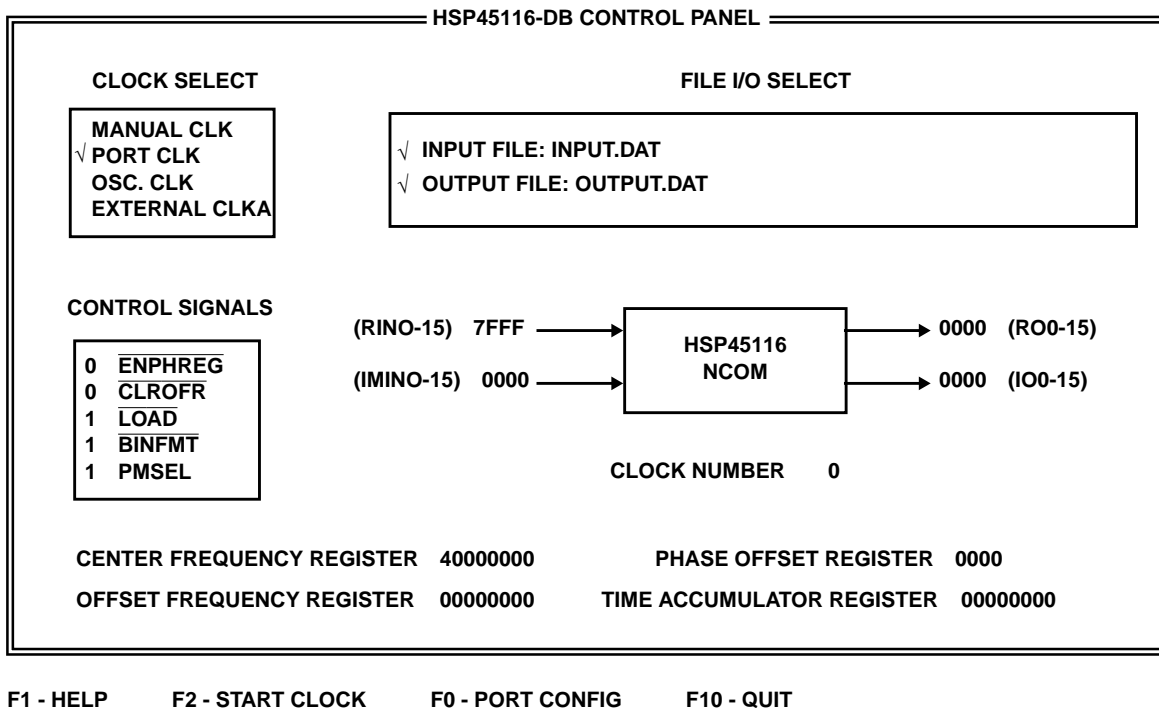 HSP45116-DB CONTROL PANEL
CLOCK SELECT
MANUAL CLK
√ PORT CLK
OSC. CLK
EXTERNAL CLKA
FILE I/O SELECT
√ INPUT FILE: INPUT.DAT
√ OUTPUT FILE: OUTPUT.DAT
CONTROL SIGNALS
0 ENPHREG
0 CLROFR
1 LOAD
1 BINFMT
1 PMSEL
(RINO-15) 7FFF
(IMINO-15) 0000
HSP45116
NCOM
0000 (RO0-15)
0000 (IO0-15)
CLOCK NUMBER 0
CENTER FREQUENCY REGISTER 40000000
PHASE OFFSET REGISTER 0000
OFFSET FREQUENCY REGISTER 00000000
TIME ACCUMULATOR REGISTER 00000000
F1 - HELP F2 - START CLOCK F0 - PORT CONFIG F10 - QUIT